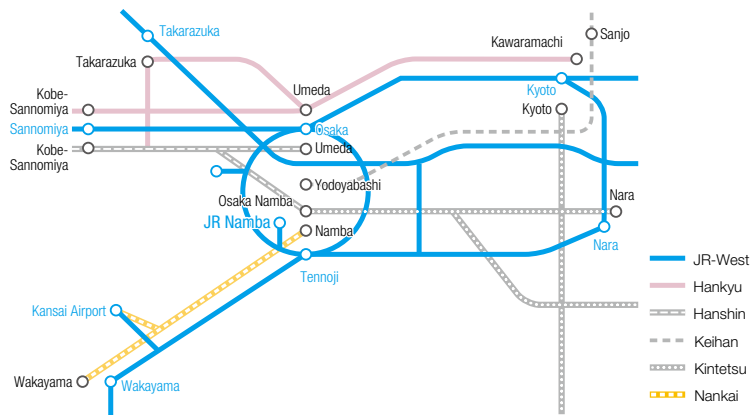 Takarazuka
Sanjo
Kawaramachi
Takarazuka
Kyoto
Umeda
Kobe-
Sannomiya
Kyoto
Sannomiya
Osaka
Kobe-
Sannomiya
Umeda
Yodoyabashi
Osaka Namba
Nara
JR Namba
Namba
Nara
Tennoji
JR-West
Hankyu
Kansai Airport
Hanshin
Keihan
Kintetsu
Wakayama
Wakayama
Nankai